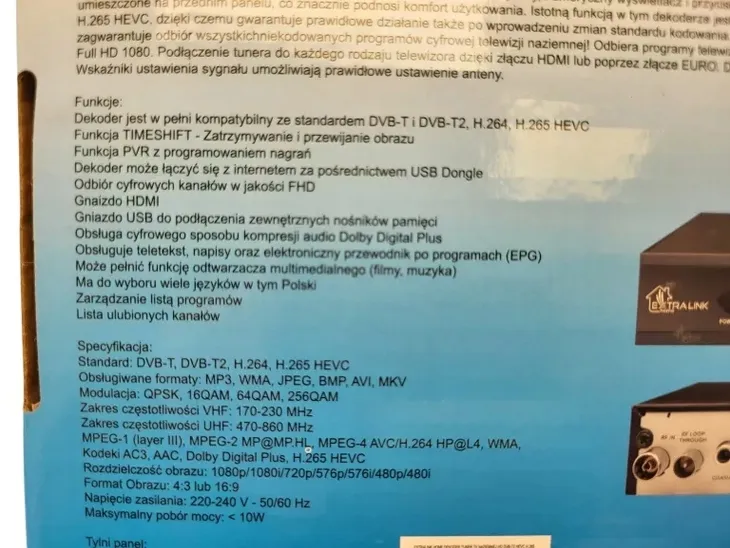 umieszczone na przednim panelu, co znacznie podnosi komfort użytkowania. Istotną funkcją w tym dekoderze jest
H.265 HEVC, dzięki czemu gwarantuje prawidłowe działanie także po wprowadzeniu zmian standardu kodowania
zagwarantuje odbiór wszystkichniekodowanych programów cyfrowej telewizji naziemnej! Odbiera programy
Full HD 1080. Podłączenie tunera do każdego rodzaju telewizora dzięki złączu HDMI lub poprzez złącze EURO.
Wskaźniki ustawienia sygnału umożliwiają prawidłowe ustawienie anteny.
Funkcje:
Dekoder jest w pełni kompatybilny ze standardem DVB-T i DVB-T2, H.264, H.265 HEVC
Funkcja TIMESHIFT - Zatrzymywanie i przewijanie obrazu
Funkcja PVR z programowaniem nagrań
Dekoder może łączyć się z internetem za pośrednictwem USB Dongle
Odbiór cyfrowych kanałów w jakości FHD
Gnaizdo HDMI
Gniazdo USB do podłączenia zewnętrznych nośników pamięci
Obsługa cyfrowego sposobu kompresji audio Dolby Digital Plus
Obsługuje teletekst, napisy oraz elektroniczny przewodnik po programach (EPG)
Może pełnić funkcję odtwarzacza multimedialnego (filmy, muzyka)
Ma do wyboru wiele języków w tym Polski
Zarządzanie listą programów
Lista ulubionych kanałów
EXTRALINK
Specyfikacja:
Standard: DVB-T, DVB-T2, H.264, H.265 HEVC
Obsługiwane formaty: MP3, WMA, JPEG, BMP, AVI, MKV
Modulacja: QPSK, 16QAM, 64QAM, 256QAM
Zakres częstotliwości VHF: 170-230 MHz
Zakres częstotliwości UHF: 470-860 MHz
MPEG-1 (layer III), MPEG-2 MP@MP.HL, MPEG-4 AVC/H.264 HP@L4, WMA,
Kodeki AC3, AAC, Dolby Digital Plus, H.265 HEVC
Rozdzielczość obrazu: 1080p/1080i/720p/576p/576i/480p/480i
Format Obrazu: 4:3 lub 16:9
Napięcie zasilania: 220-240 V - 50/60 Hz
Maksymalny pobór mocy: < 10W
RF IN
RF LOOP
THROUGH
Tylni panel: